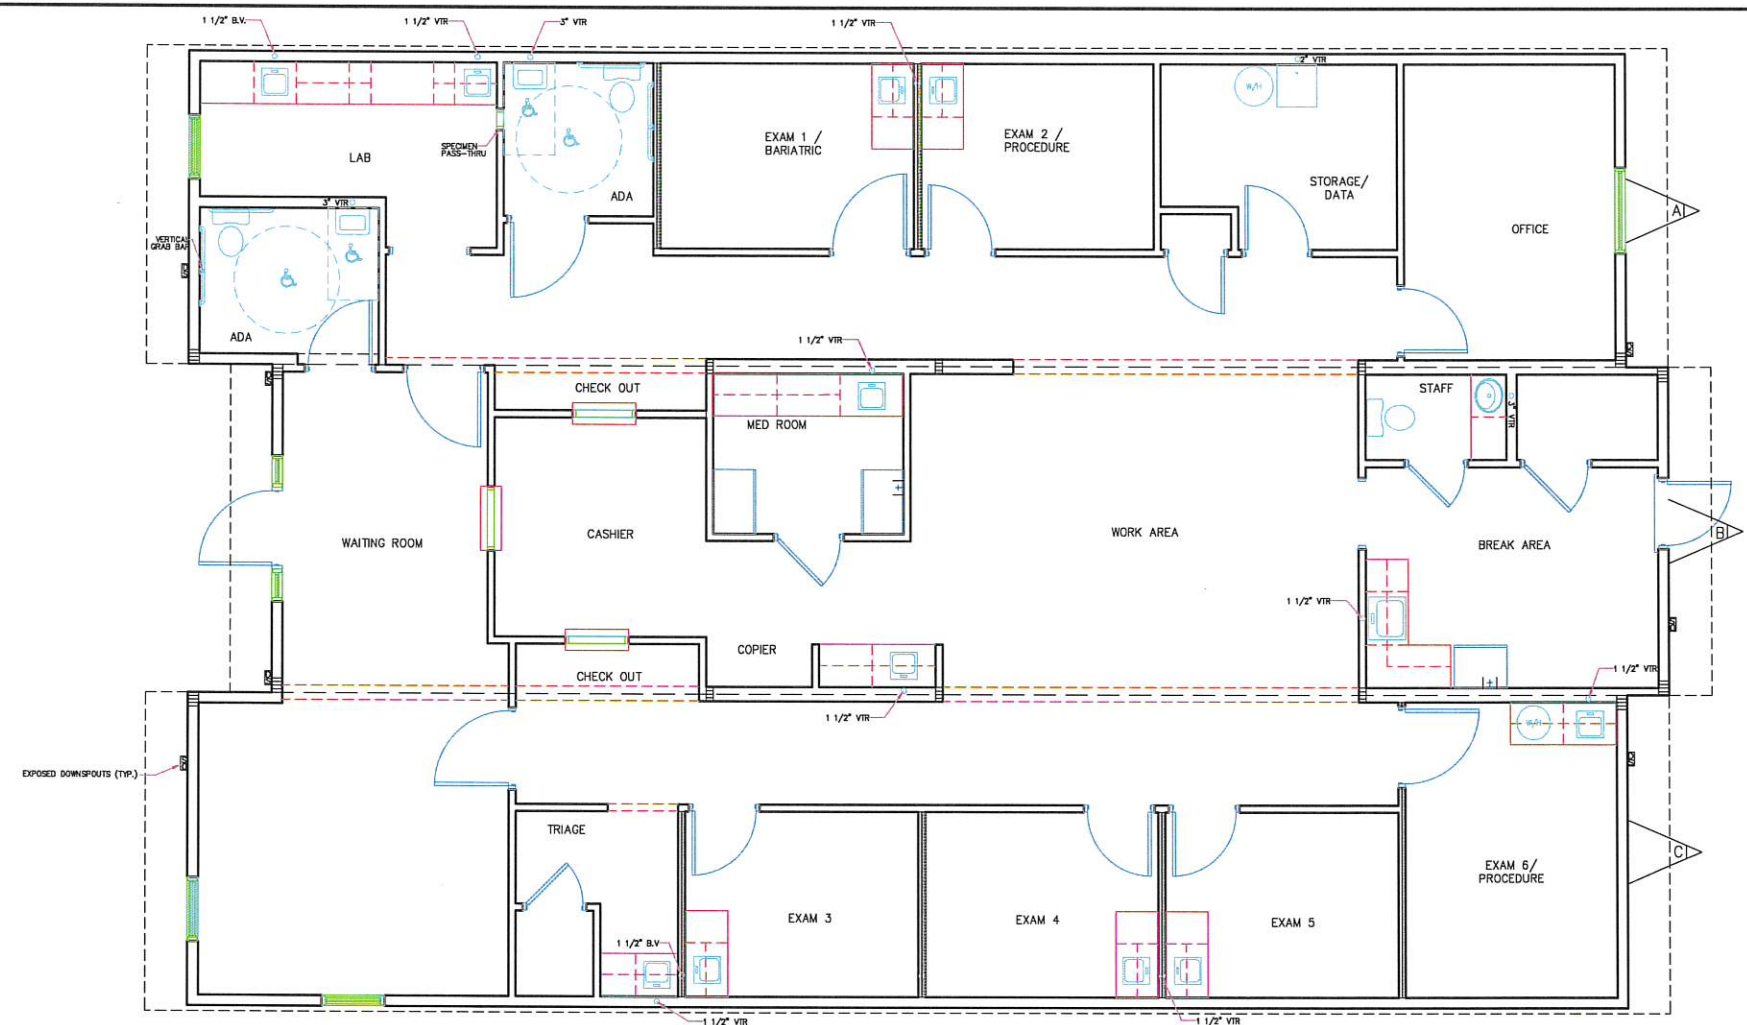 1 1/2" B.V.
1 1/2" VTR
3" VTR
1 1/2" VTR
2" VTR
W/H
EXAM 1 /
BARIATRIC
EXAM 2 /
PROCEDURE
SPECIMEN
PASS-THRU
LAB
STORAGE/
DATA
ADA
3" VTR
A
OFFICE
VERTICAL
GRAB BAR
ADA
1 1/2" VTR
CHECK OUT
STAFF
3" VTR
MED ROOM
WAITING ROOM
CASHIER
WORK AREA
BREAK AREA
B
1 1/2" VTR
COPIER
CHECK OUT
1 1/2" VTR
1 1/2" VTR
W/H
EXPOSED DOWNSPOUTS (TYP.)
TRIAGE
C
EXAM 6/
PROCEDURE
EXAM 3
EXAM 4
EXAM 5
1 1/2" B.V
1 1/2" VTR
1 1/2" VTR